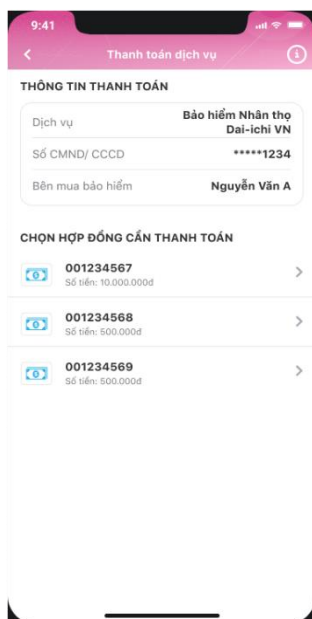 9:41
Thanh toán dịch vụ
THÔNG TIN THANH TOÁN
Dịch vụ
Bảo hiểm Nhân thọ
Dai-ichi VN
Số CMND/ CCCD
*****1234
Bên mua bảo hiểm
Nguyễn Văn A
CHỌN HỢP ĐỒNG CẦN THANH TOÁN
001234567
Số tiền: 10.000.000đ
001234568
Số tiền: 500.000đ
001234569
Số tiền: 500.000đ